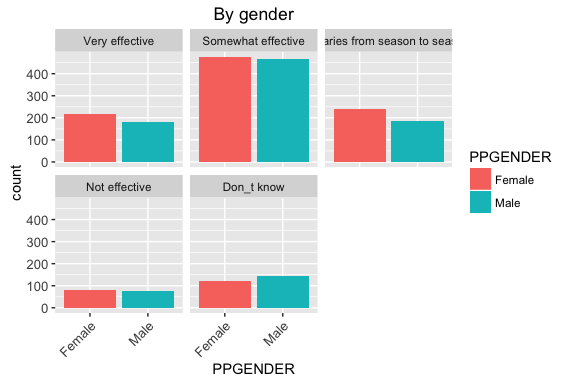 By gender
Very effective
Somewhat effective
aries from season to seas
400
300
200
100
0
count
PPGENDER
Female
Male
Not effective
Don_t know
400
300
200
100
0
Female
Male
Female
Male
PPGENDER